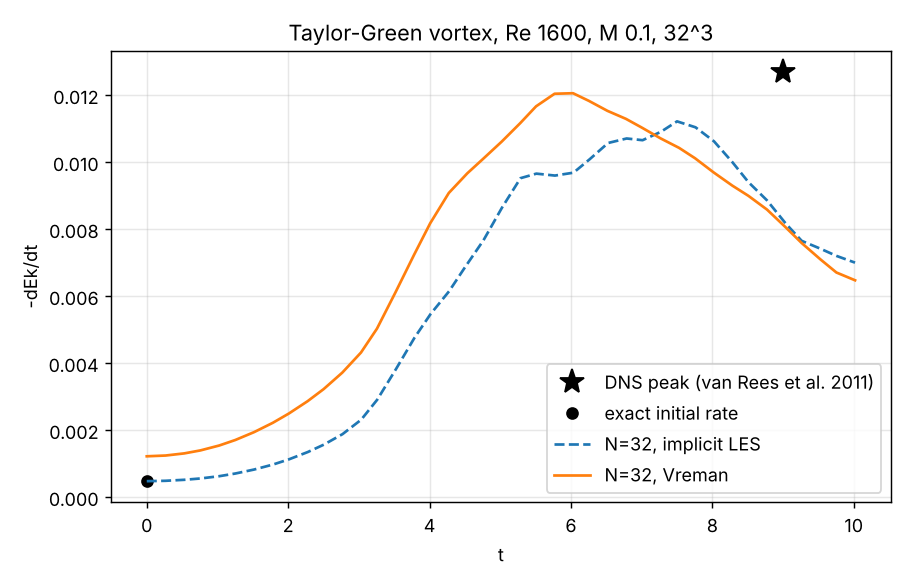 Taylor-Green vortex, Re 1600, M 0.1, 32^3
-dEk/dt
0.012
0.010
0.008
0.006
0.004
0.002
0.000
DNS peak (van Rees et al. 2011)
exact initial rate
N=32, implicit LES
N=32, Vreman
0 2 4 6 8 10
t